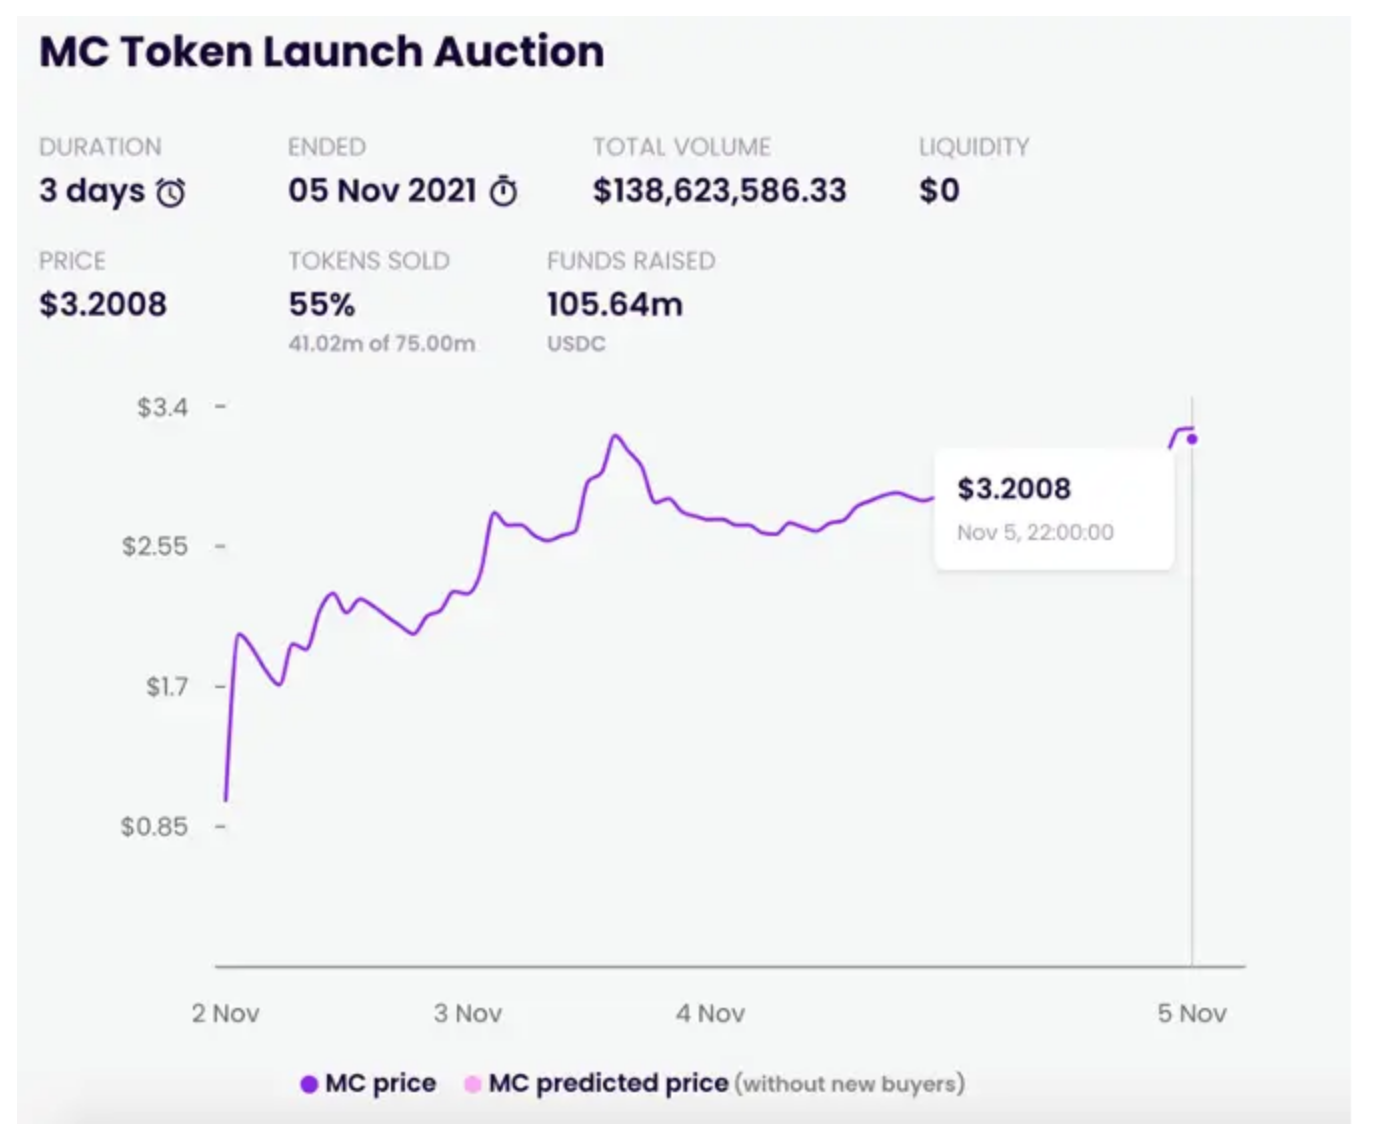 MC Token Launch Auction
DURATION ENDED TOTAL VOLUME LIQUIDITY
3 days 05 Nov 2021 $138,623,586.33 $0
PRICE TOKENS SOLD FUNDS RAISED
$3.2008 55% 105.64m
41.02m of 75.00m USDC
$3.4
$3.2008
Nov 5, 22:00:00
$2.55
$1.7
$0.85
2 Nov 3 Nov 4 Nov 5 Nov
MC price MC predicted price (without new buyers)